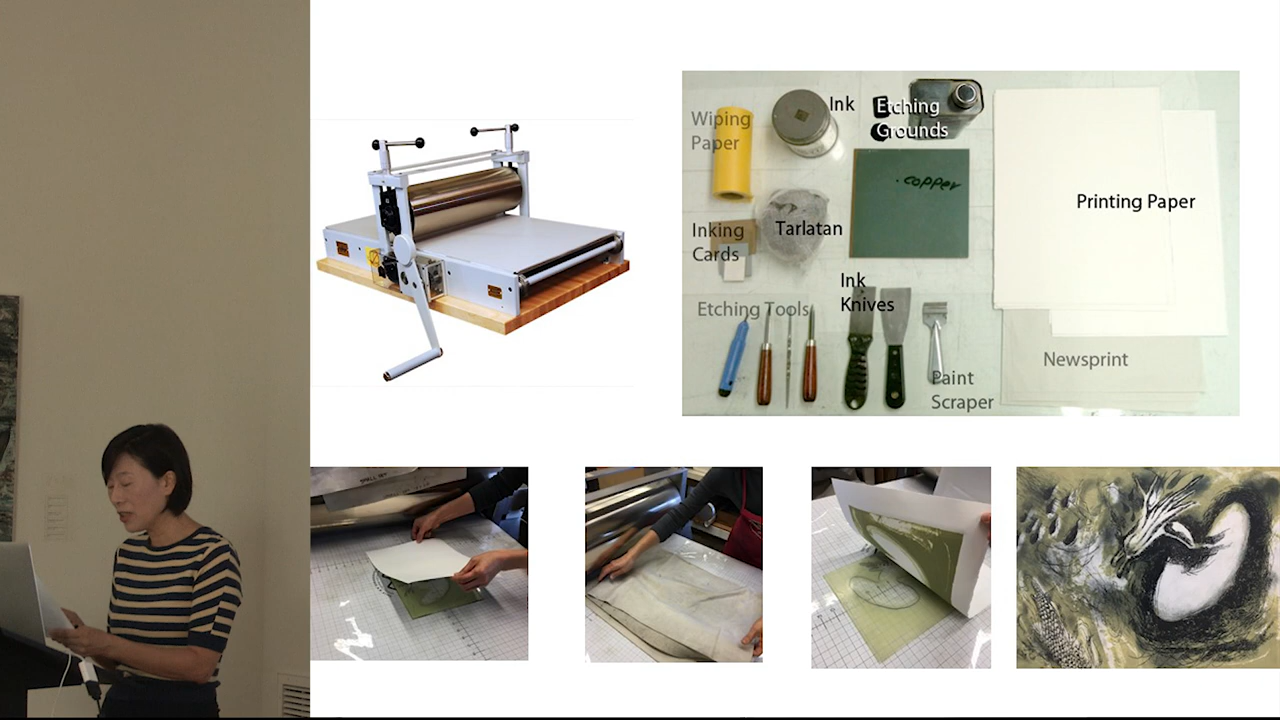 Wiping
Paper
Ink
Etching
Grounds
copper
Printing Paper
Inking
Cards
Tarlatan
Ink
Knives
Etching Tools
Paint
Scraper
Newsprint